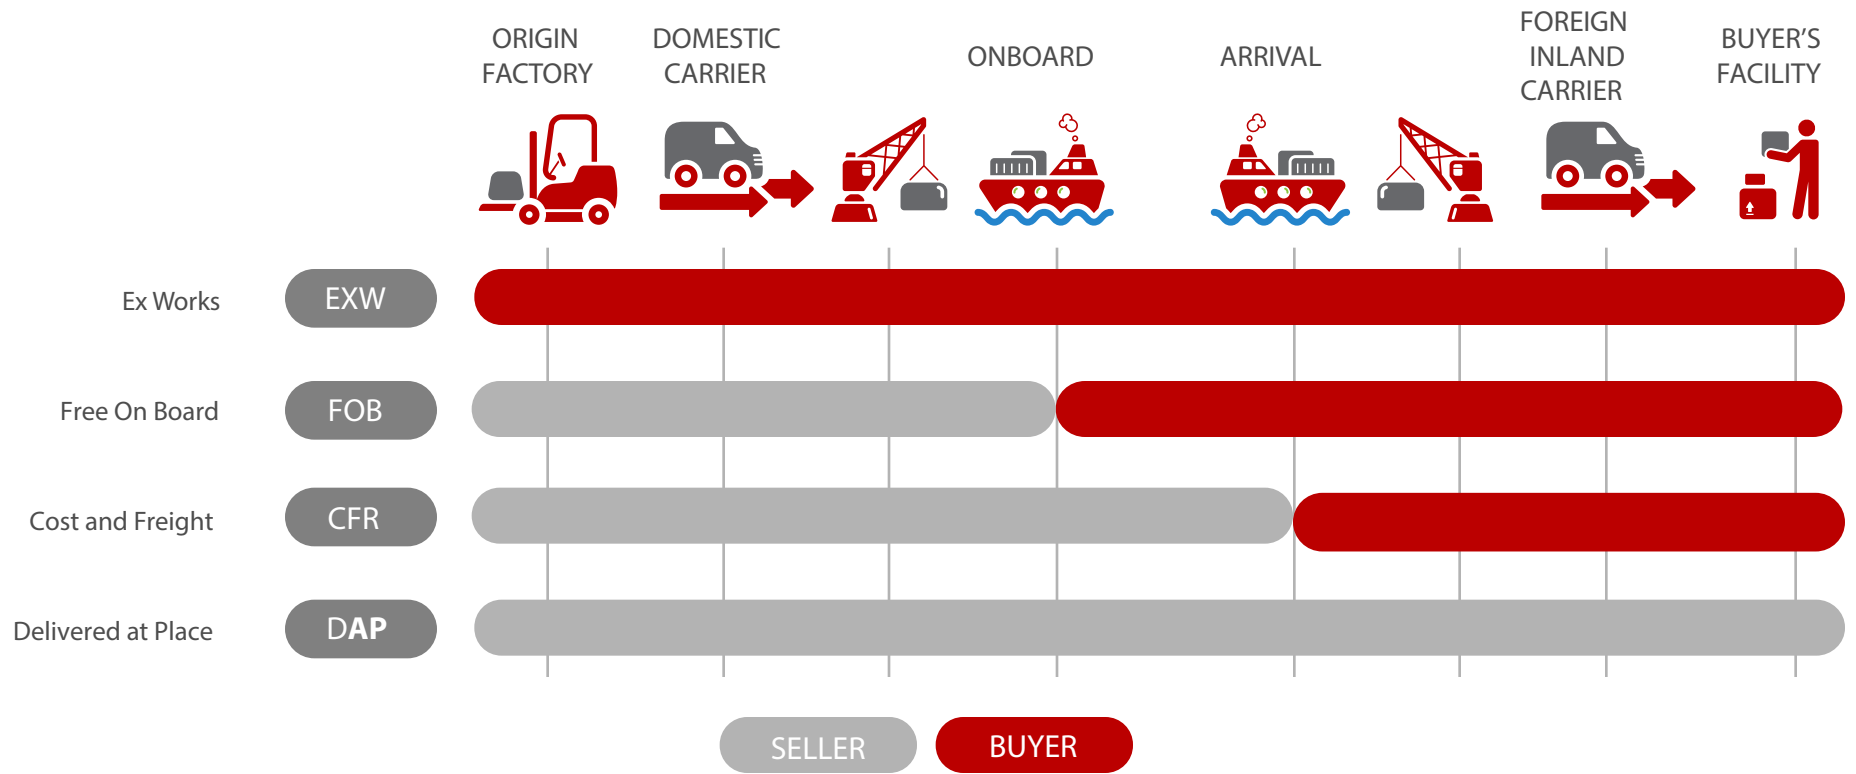 ORIGIN
FACTORY
DOMESTIC
CARRIER
ONBOARD
ARRIVAL
FOREIGN
INLAND
CARRIER
BUYER’S
FACILITY
Ex Works
EXW
Free On Board
FOB
Cost and Freight
CFR
Delivered at Place
DAP
SELLER
BUYER